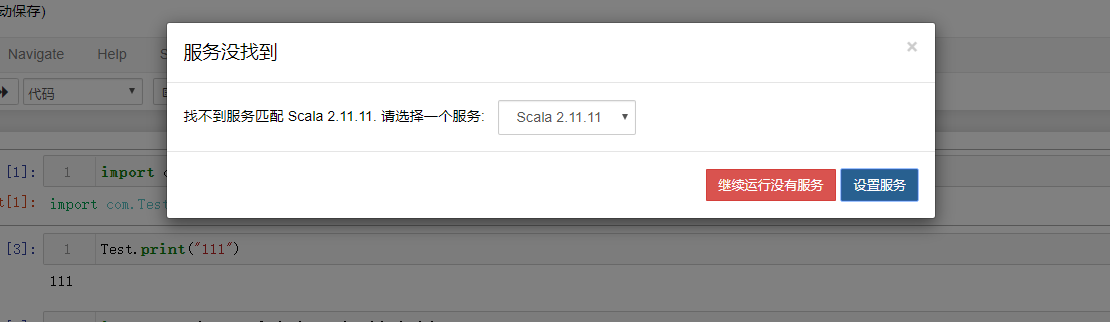 动保存)
Navigate Help
代码
服务没找到
×
找不到服务匹配 Scala 2.11.11. 请选择一个服务: Scala 2.11.11
继续运行没有服务 设置服务
[1]: 1 import
t[1]: import com.Test
[3]: 1 Test.print("111")
111